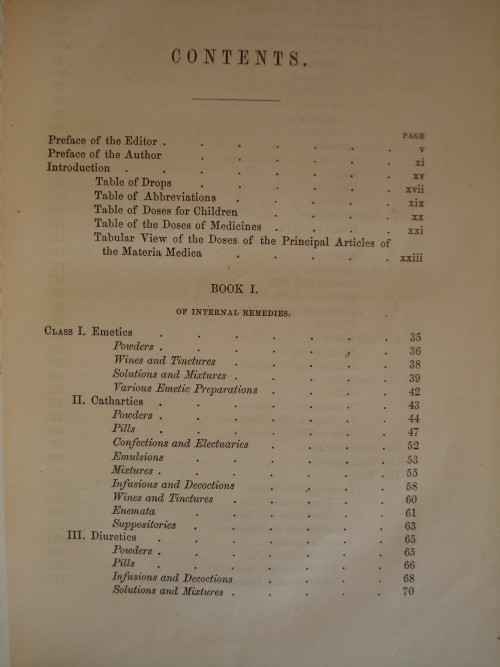 CONTENTS.
PAGE
Preface of the Editor . . . . . . . v
Preface of the Author . . . . . . xi
Introduction . . . . . . . . xv
Table of Drops . . . . . . xvii
Table of Abbreviations . . . . . xix
Table of Doses for Children . . . . xx
Table of the Doses of Medicines . . . . xxi
Tabular View of the Doses of the Principal Articles of
the Materia Medica . . . . . xxiii
BOOK I.
OF INTERNAL REMEDIES.
CLASS I. Emetics . . . . . . . 35
Powders . . . . . . . 36
Wines and Tinctures . . . . . 38
Solutions and Mixtures . . . . . 39
Various Emetic Preparations . . . . 42
II. Cathartics . . . . . . . 43
Powders . . . . . . . 44
Pills . . . . . . . 47
Confections and Electuaries . . . . 52
Emulsions . . . . . . 53
Mixtures . . . . . . . 55
Infusions and Decoctions . . . . 58
Wines and Tinctures . . . . . 60
Enemata . . . . . . 61
Suppositories . . . . . . 63
III. Diuretics . . . . . . . 65
Powders . . . . . . . 65
Pills . . . . . . . 66
Infusions and Decoctions . . . . 68
Solutions and Mixtures . . . . . 70